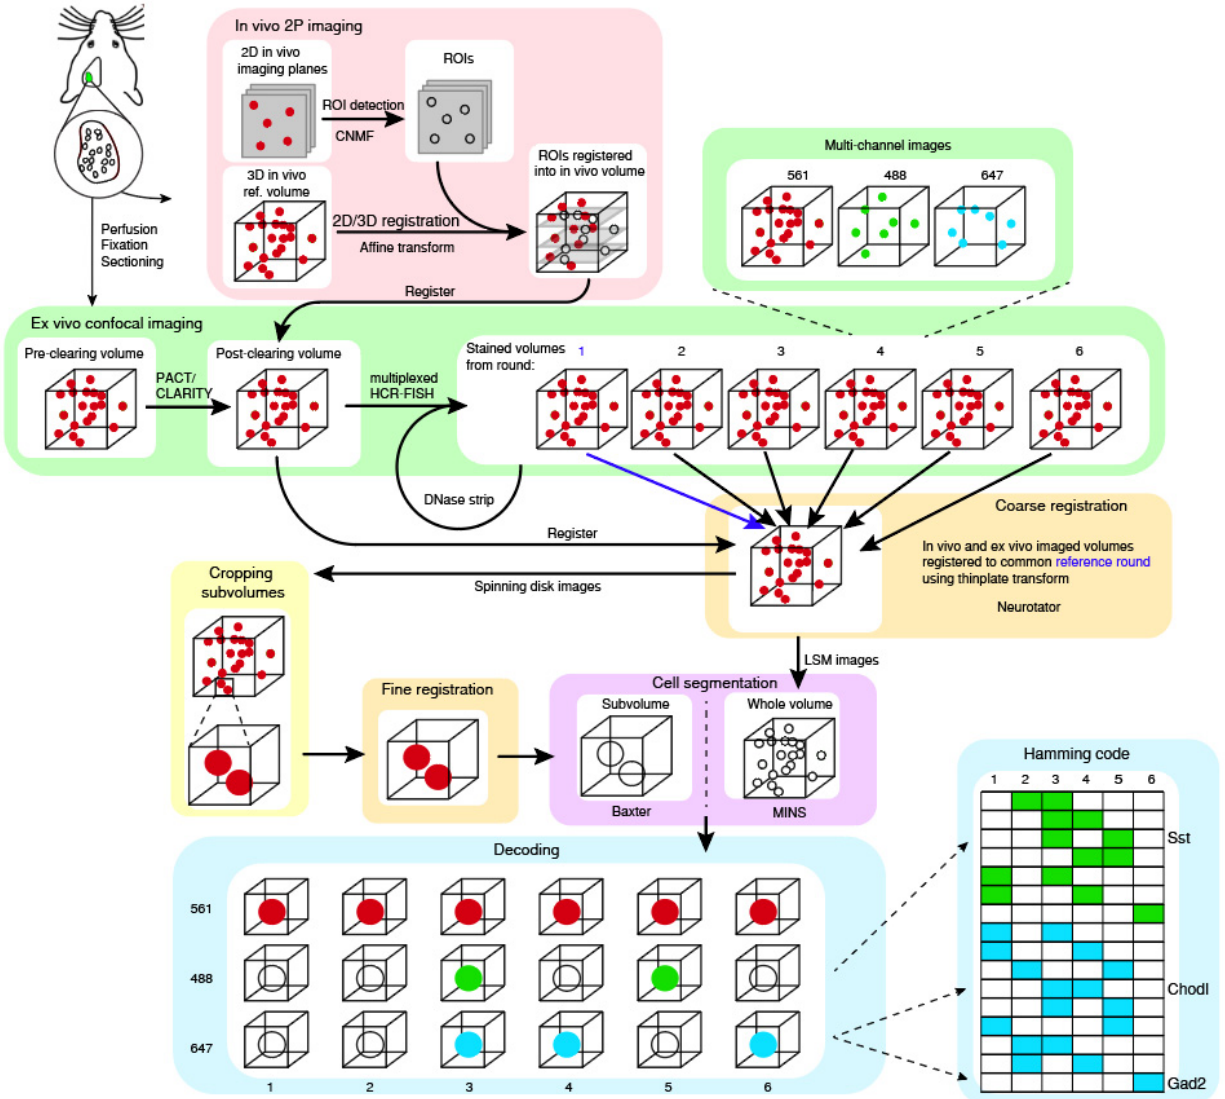 In vivo 2P imaging
2D in vivo
imaging planes
ROIs
ROI detection
CNMF
3D in vivo
ref. volume
ROIs registered
into in vivo volume
2D/3D registration
Affine transform
Register
Perfusion
Fixation
Sectioning
Multi-channel images
561 488 647
Ex vivo confocal imaging
Pre-clearing volume
PACT/
CLARITY
Post-clearing volume
multiplexed
HCR-FISH
Stained volumes
from round:
1 2 3 4 5 6
DNase strip
Register
Coarse registration
In vivo and ex vivo imaged volumes
registered to common reference round
using thinplate transform
Neurotator
Spinning disk images
LSM images
Cropping
subvolumes
Fine registration
Cell segmentation
Subvolume
Whole volume
Baxter
MINS
Decoding
561
488
647
1 2 3 4 5 6
Hamming code
1 2 3 4 5 6
Sst
Chodl
Gad2